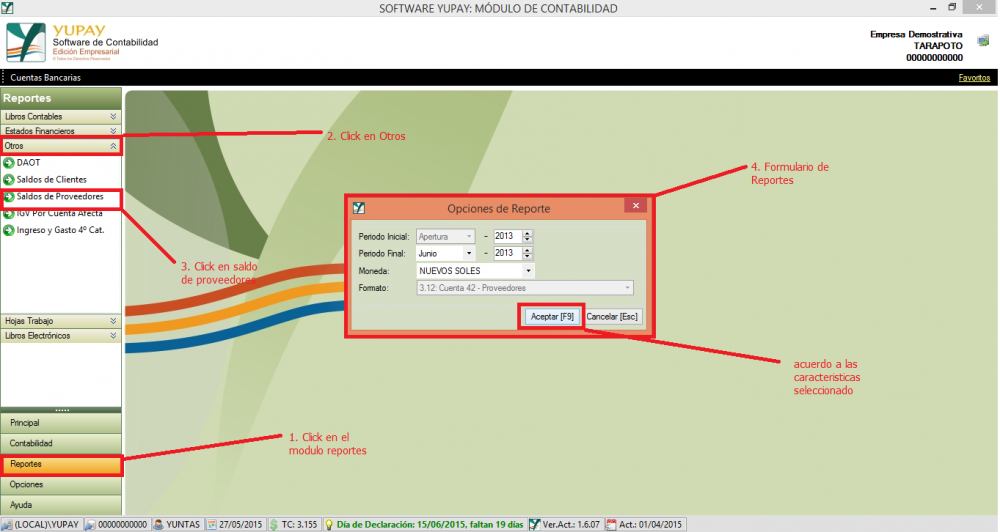 SOFTWARE YUPAY: MÓDULO DE CONTABILIDAD
YUPAY
Software de Contabilidad
Edición Empresarial
© Todos los Derechos Reservados
Empresa Demostrativa
TARAPOTO
00000000000
Cuentas Bancarias
Favoritos
Reportes
Libros Contables
Estados Financieros
Otros
DAOT
Saldos de Clientes
Saldos de Proveedores
IGV Por Cuenta Afecta
Ingreso y Gasto 4º Cat.
2. Click en Otros
3. Click en saldo
de proveedores
4. Formulario de
Reportes
Opciones de Reporte
Periodo Inicial: Apertura - 2013
Periodo Final: Junio - 2013
Moneda: NUEVOS SOLES
Formato: 3.12: Cuenta 42 - Proveedores
Aceptar [F9] Cancelar [Esc]
acuerdo a las
caracteristicas
seleccionado
Hojas Trabajo
Libros Electrónicos
Principal
Contabilidad
Reportes
Opciones
Ayuda
1. Click en el
modulo reportes
(LOCAL)\YUPAY 00000000000 YUNTAS 27/05/2015 TC: 3.155 Día de Declaración: 15/06/2015, faltan 19 días Ver.Act.: 1.6.07 Act.: 01/04/2015